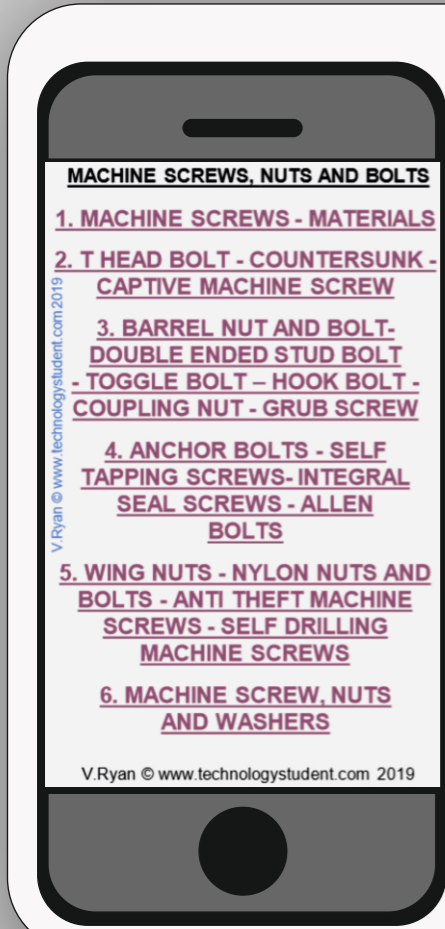 MACHINE SCREWS, NUTS AND BOLTS
1. MACHINE SCREWS - MATERIALS
2. T HEAD BOLT - COUNTERSUNK -
CAPTIVE MACHINE SCREW
3. BARREL NUT AND BOLT-
DOUBLE ENDED STUD BOLT
- TOGGLE BOLT – HOOK BOLT -
COUPLING NUT - GRUB SCREW
4. ANCHOR BOLTS - SELF
TAPPING SCREWS- INTEGRAL
SEAL SCREWS - ALLEN
BOLTS
5. WING NUTS - NYLON NUTS AND
BOLTS - ANTI THEFT MACHINE
SCREWS - SELF DRILLING
MACHINE SCREWS
6. MACHINE SCREW, NUTS
AND WASHERS
V.Ryan © www.technologystudent.com 2019
V.Ryan © www.technologystudent.com 2019